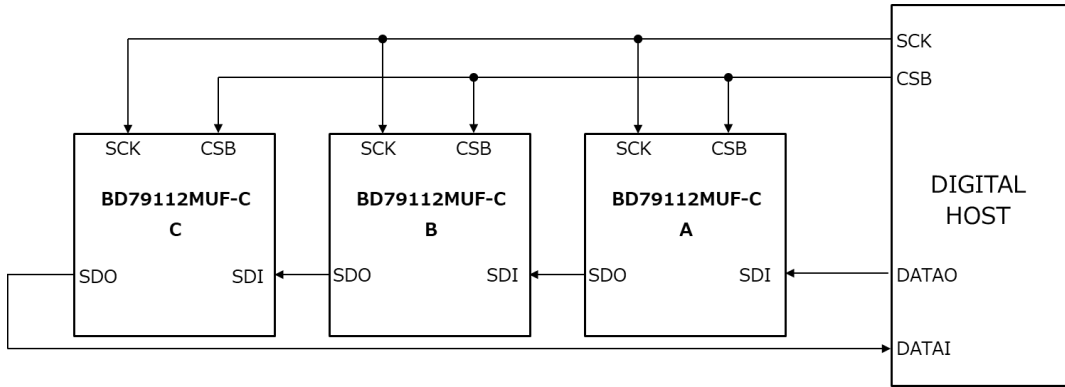 SCK
CSB
SCK CSB
SCK CSB
SCK CSB
BD79112MUF-C
C
BD79112MUF-C
B
BD79112MUF-C
A
DIGITAL
HOST
SDO SDI
SDO SDI
SDO SDI
DATAO
DATAI